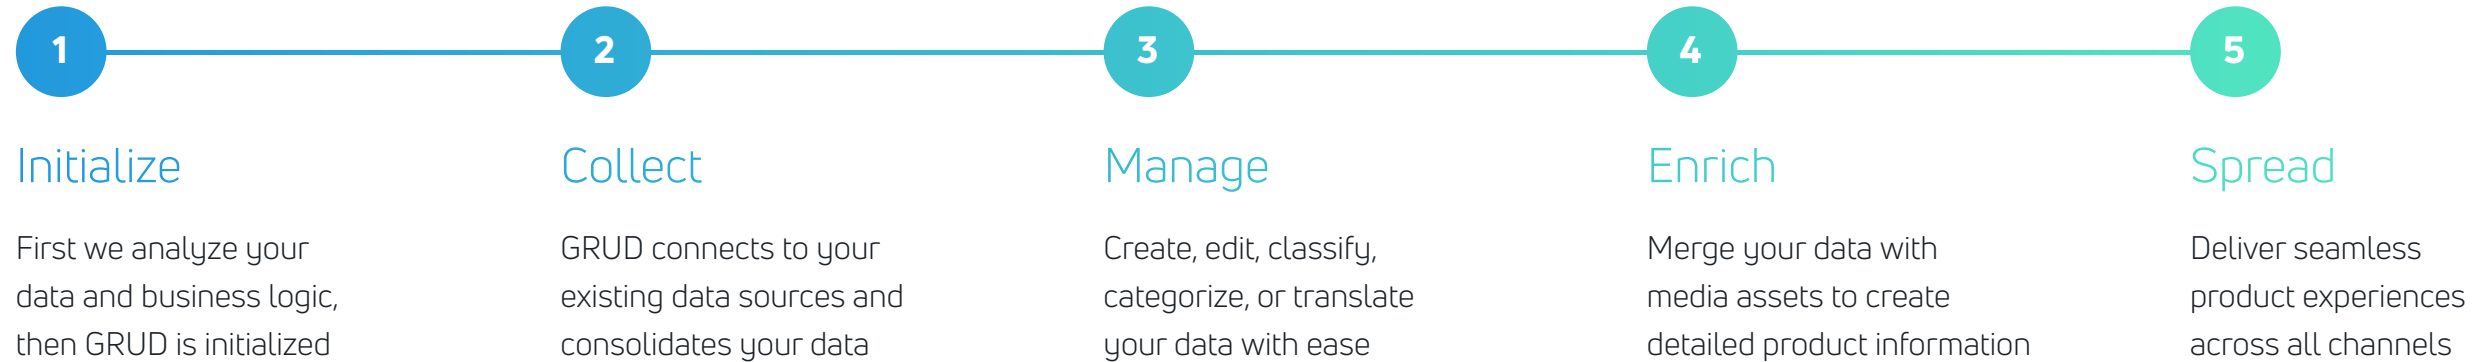 1
2
3
4
5
Initialize
First we analyze your
data and business logic,
then GRUD is initialized
Collect
GRUD connects to your
existing data sources and
consolidates your data
Manage
Create, edit, classify,
categorize, or translate
your data with ease
Enrich
Merge your data with
media assets to create
detailed product information
Spread
Deliver seamless
product experiences
across all channels